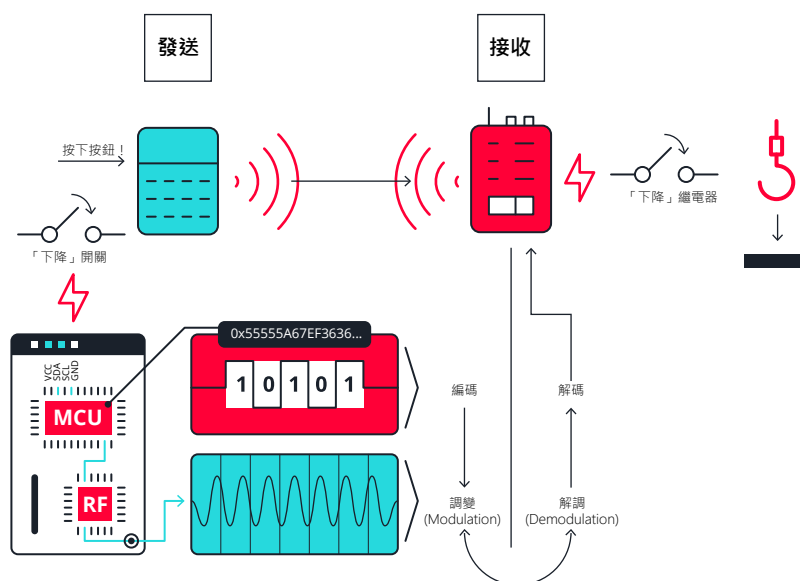 發送
接收
按下按鈕！
「下降」開關
「下降」繼電器
0x55555A67EF3636...
VCC
SDA
SCL
GND
MCU
1 0 1 0 1
編碼
解碼
RF
調變
(Modulation)
解調
(Demodulation)